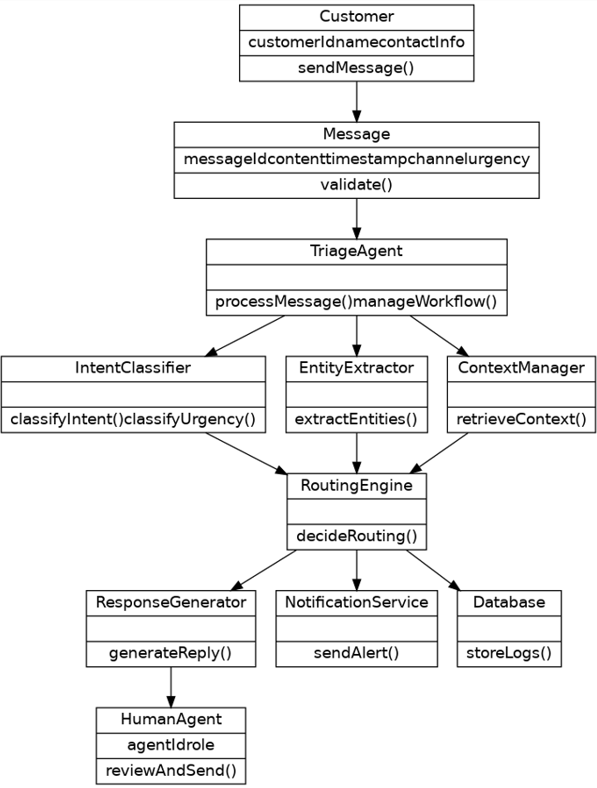 Customer
customerIdnamecontactInfo
sendMessage()
Message
messageIdcontenttimestampchannelurgency
validate()
TriageAgent
processMessage()manageWorkflow()
IntentClassifier
classifyIntent()classifyUrgency()
EntityExtractor
extractEntities()
ContextManager
retrieveContext()
RoutingEngine
decideRouting()
ResponseGenerator
generateReply()
NotificationService
sendAlert()
Database
storeLogs()
HumanAgent
agentIdrole
reviewAndSend()